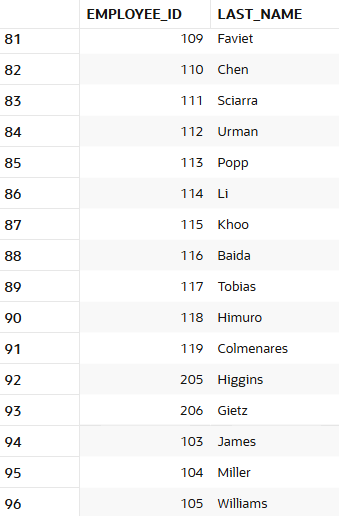 EMPLOYEE_ID LAST_NAME
81 109 Faviet
82 110 Chen
83 111 Sciarra
84 112 Urman
85 113 Popp
86 114 Li
87 115 Khoo
88 116 Baida
89 117 Tobias
90 118 Himuro
91 119 Colmenares
92 205 Higgins
93 206 Gietz
94 103 James
95 104 Miller
96 105 Williams